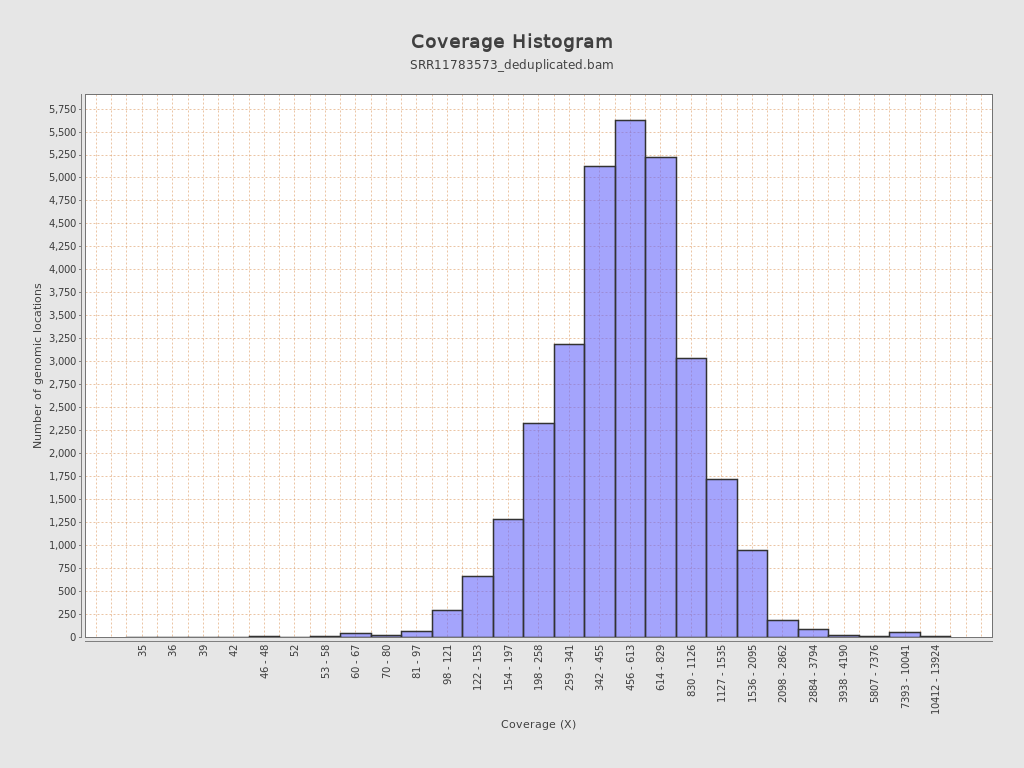 Coverage Histogram
SRR11783573_deduplicated.bam
Number of genomic locations
5,750
5,500
5,250
5,000
4,750
4,500
4,250
4,000
3,750
3,500
3,250
3,000
2,750
2,500
2,250
2,000
1,750
1,500
1,250
1,000
750
500
250
0
35
36
39
42
46 - 48
52
53 - 58
60 - 67
70 - 80
81 - 97
98 - 121
122 - 153
154 - 197
198 - 258
259 - 341
342 - 455
456 - 613
614 - 829
830 - 1126
1127 - 1535
1536 - 2095
2098 - 2862
2884 - 3794
3938 - 4190
5807 - 7376
7393 - 10041
10412 - 13924
Coverage (X)